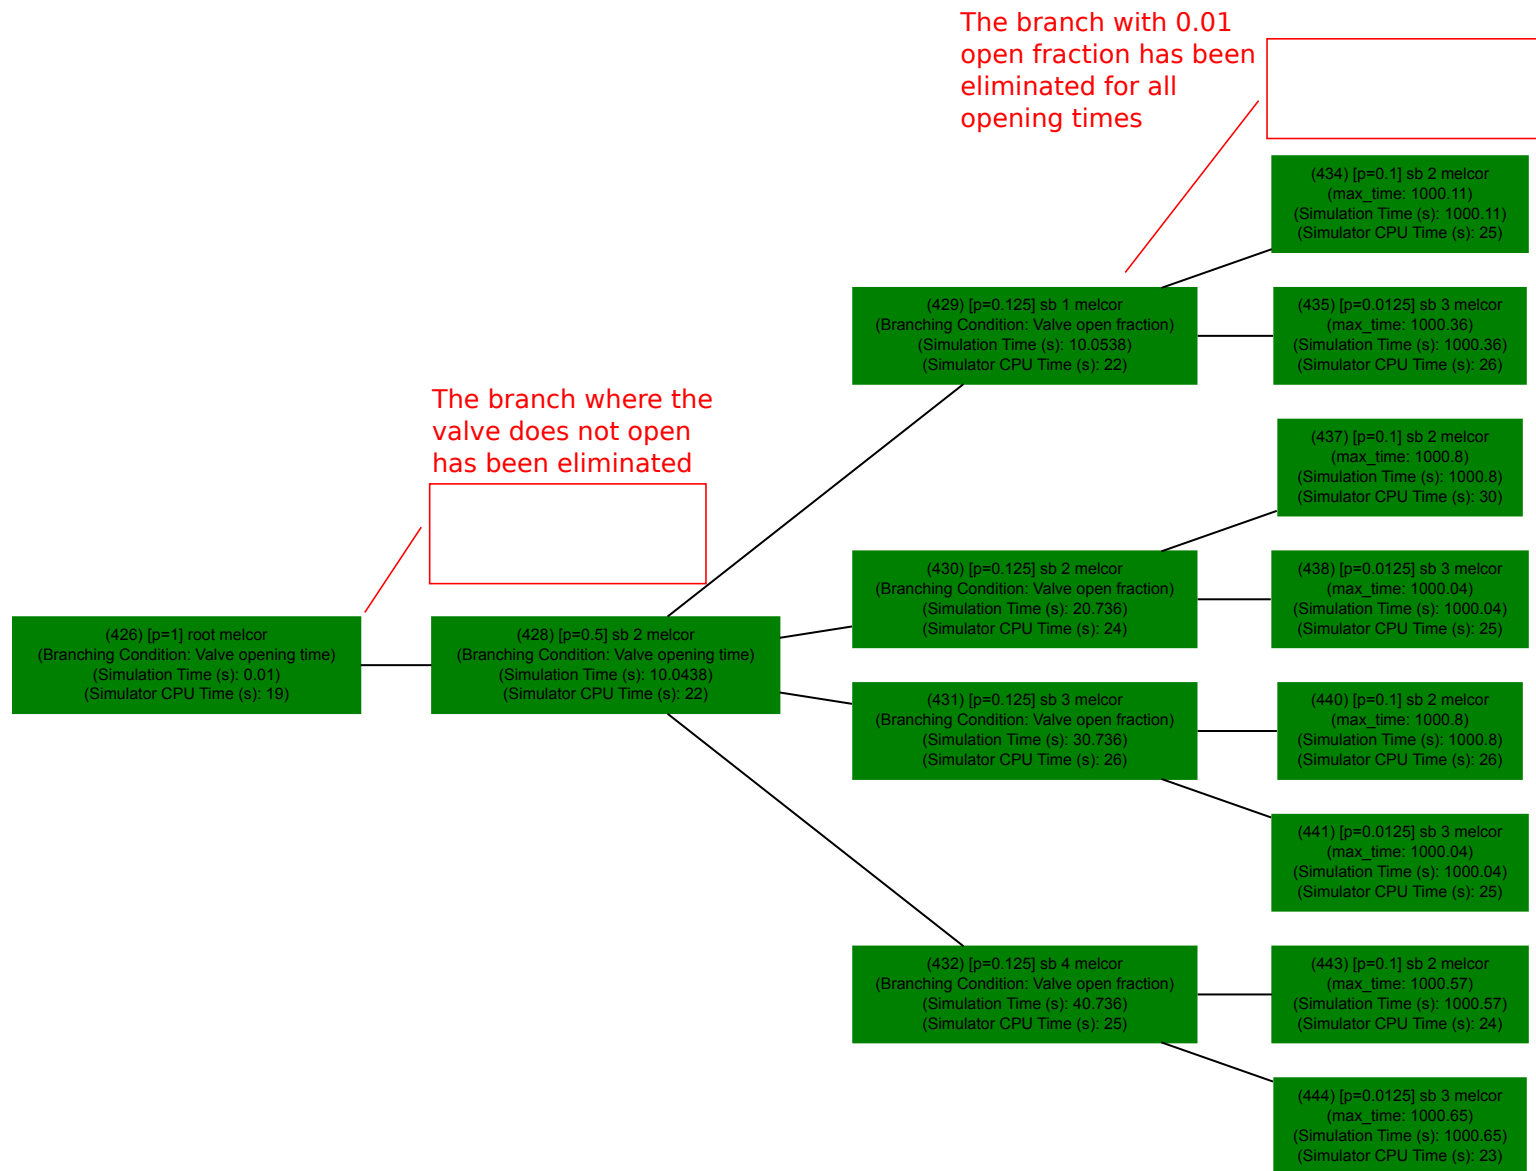 The branch with 0.01
open fraction has been
eliminated for all
opening times
(434) [p=0.1] sb 2 melcor
(max_time: 1000.11)
(Simulation Time (s): 1000.11)
(Simulator CPU Time (s): 25)
(429) [p=0.125] sb 1 melcor
(Branching Condition: Valve open fraction)
(Simulation Time (s): 10.0538)
(Simulator CPU Time (s): 22)
(435) [p=0.0125] sb 3 melcor
(max_time: 1000.36)
(Simulation Time (s): 1000.36)
(Simulator CPU Time (s): 26)
The branch where the
valve does not open
has been eliminated
(437) [p=0.1] sb 2 melcor
(max_time: 1000.8)
(Simulation Time (s): 1000.8)
(Simulator CPU Time (s): 30)
(430) [p=0.125] sb 2 melcor
(Branching Condition: Valve open fraction)
(Simulation Time (s): 20.736)
(Simulator CPU Time (s): 24)
(438) [p=0.0125] sb 3 melcor
(max_time: 1000.04)
(Simulation Time (s): 1000.04)
(Simulator CPU Time (s): 25)
(426) [p=1] root melcor
(Branching Condition: Valve opening time)
(Simulation Time (s): 0.01)
(Simulator CPU Time (s): 19)
(428) [p=0.5] sb 2 melcor
(Branching Condition: Valve opening time)
(Simulation Time (s): 10.0438)
(Simulator CPU Time (s): 22)
(431) [p=0.125] sb 3 melcor
(Branching Condition: Valve open fraction)
(Simulation Time (s): 30.736)
(Simulator CPU Time (s): 26)
(440) [p=0.1] sb 2 melcor
(max_time: 1000.8)
(Simulation Time (s): 1000.8)
(Simulator CPU Time (s): 26)
(441) [p=0.0125] sb 3 melcor
(max_time: 1000.04)
(Simulation Time (s): 1000.04)
(Simulator CPU Time (s): 25)
(432) [p=0.125] sb 4 melcor
(Branching Condition: Valve open fraction)
(Simulation Time (s): 40.736)
(Simulator CPU Time (s): 25)
(443) [p=0.1] sb 2 melcor
(max_time: 1000.57)
(Simulation Time (s): 1000.57)
(Simulator CPU Time (s): 24)
(444) [p=0.0125] sb 3 melcor
(max_time: 1000.65)
(Simulation Time (s): 1000.65)
(Simulator CPU Time (s): 23)